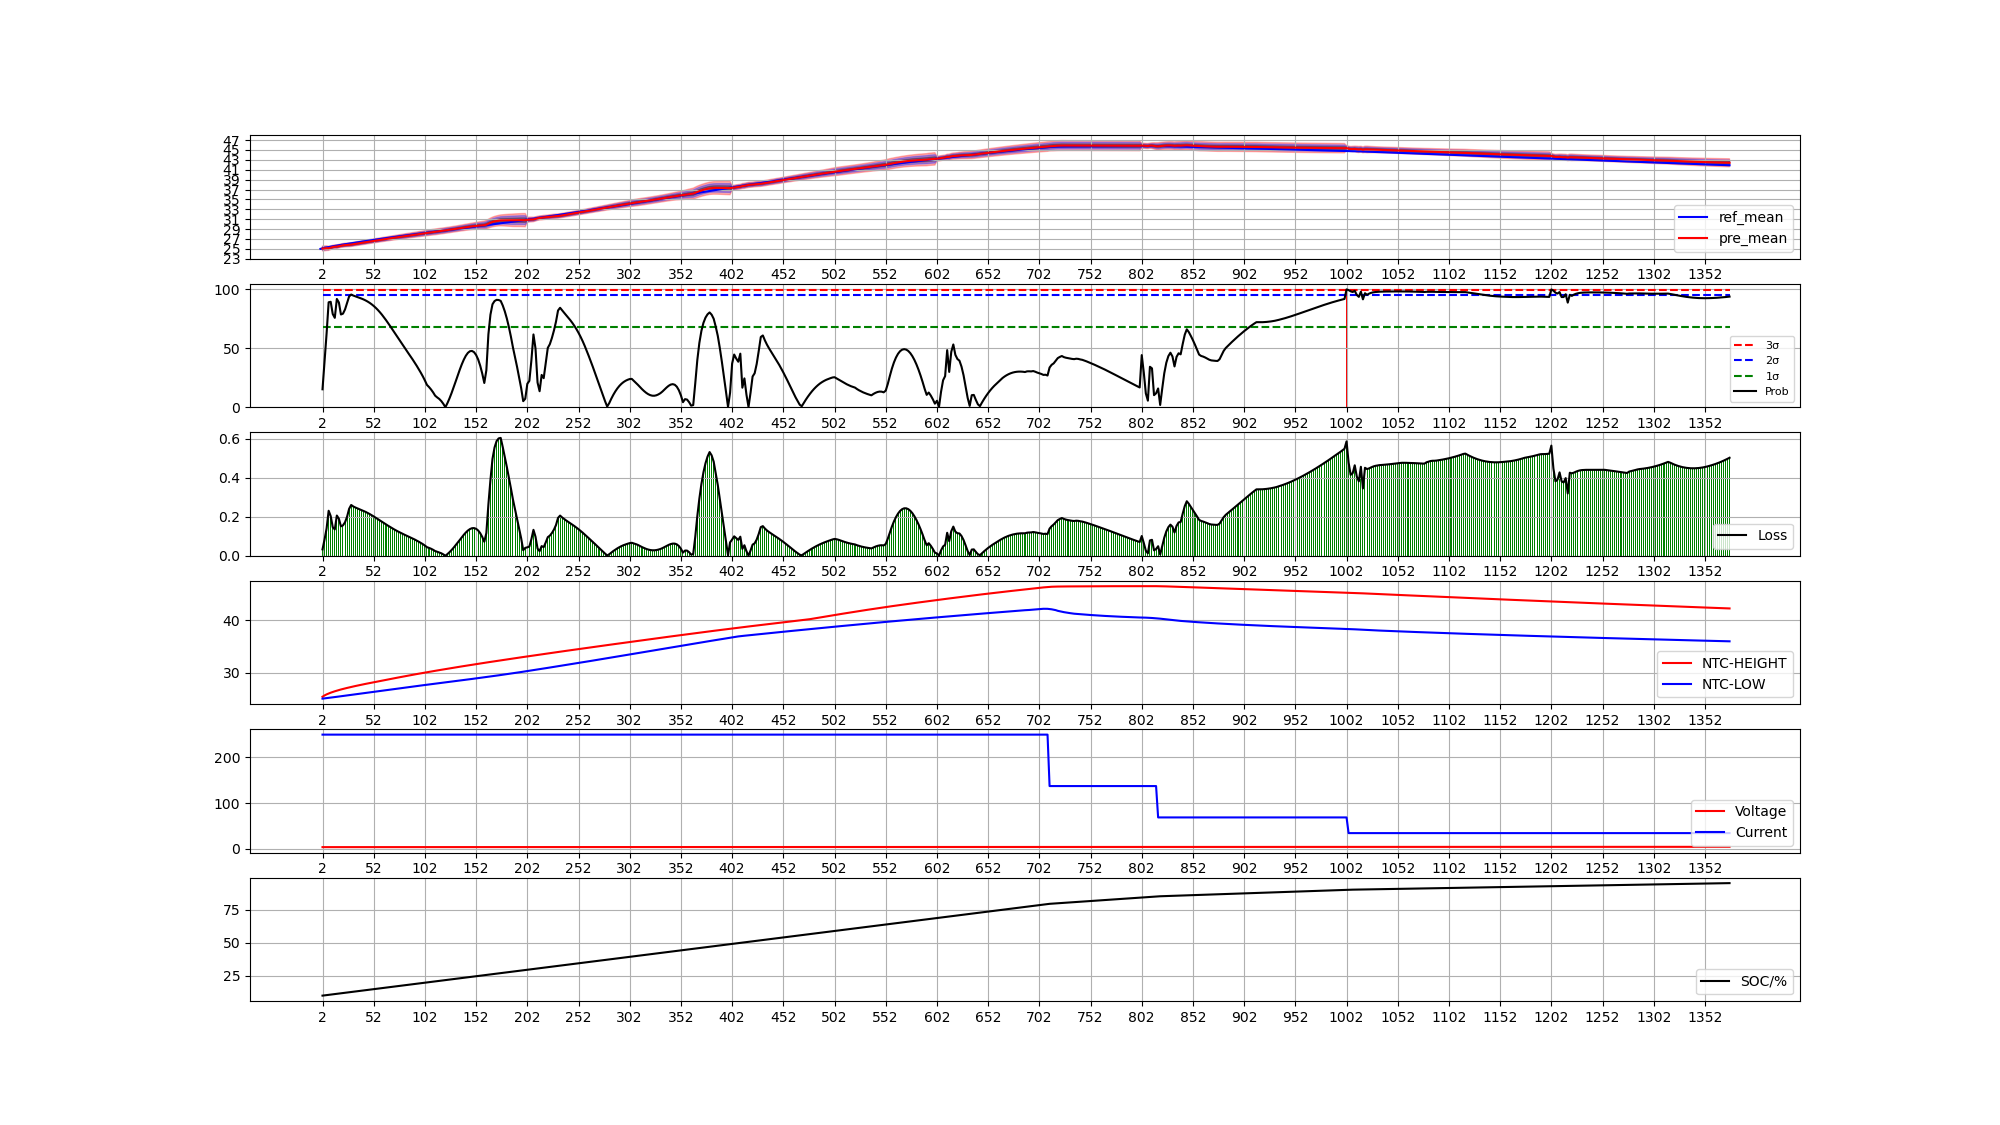 47
45
43
41
39
37
35
33
31
29
27
25
23
ref_mean
pre_mean
2 52 102 152 202 252 302 352 402 452 502 552 602 652 702 752 802 852 902 952 1002 1052 1102 1152 1202 1252 1302 1352
100
50
0
3σ
2σ
1σ
Prob
2 52 102 152 202 252 302 352 402 452 502 552 602 652 702 752 802 852 902 952 1002 1052 1102 1152 1202 1252 1302 1352
0.6
0.4
0.2
0.0
Loss
2 52 102 152 202 252 302 352 402 452 502 552 602 652 702 752 802 852 902 952 1002 1052 1102 1152 1202 1252 1302 1352
40
30
NTC-HEIGHT
NTC-LOW
2 52 102 152 202 252 302 352 402 452 502 552 602 652 702 752 802 852 902 952 1002 1052 1102 1152 1202 1252 1302 1352
200
100
0
Voltage
Current
2 52 102 152 202 252 302 352 402 452 502 552 602 652 702 752 802 852 902 952 1002 1052 1102 1152 1202 1252 1302 1352
75
50
25
SOC/%
2 52 102 152 202 252 302 352 402 452 502 552 602 652 702 752 802 852 902 952 1002 1052 1102 1152 1202 1252 1302 1352